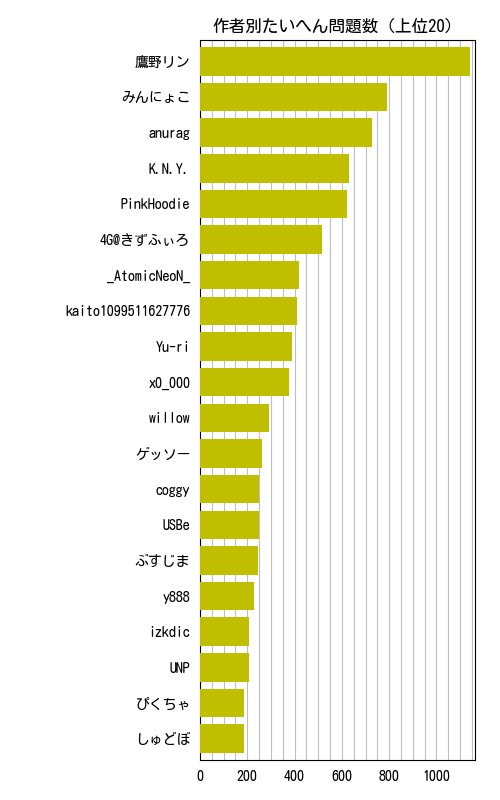 作者別たいへん問題数（上位20）
鷹野リン
みんにょこ
anurag
K.N.Y.
PinkHoodie
4G@きずふぃろ
_AtomicNeoN_
kaito1099511627776
Yu-ri
x0_000
willow
ゲッソー
coggy
USBe
ぶすじま
y888
izkdic
UNP
ぴくちゃ
しゅどぼ
0 200 400 600 800 1000